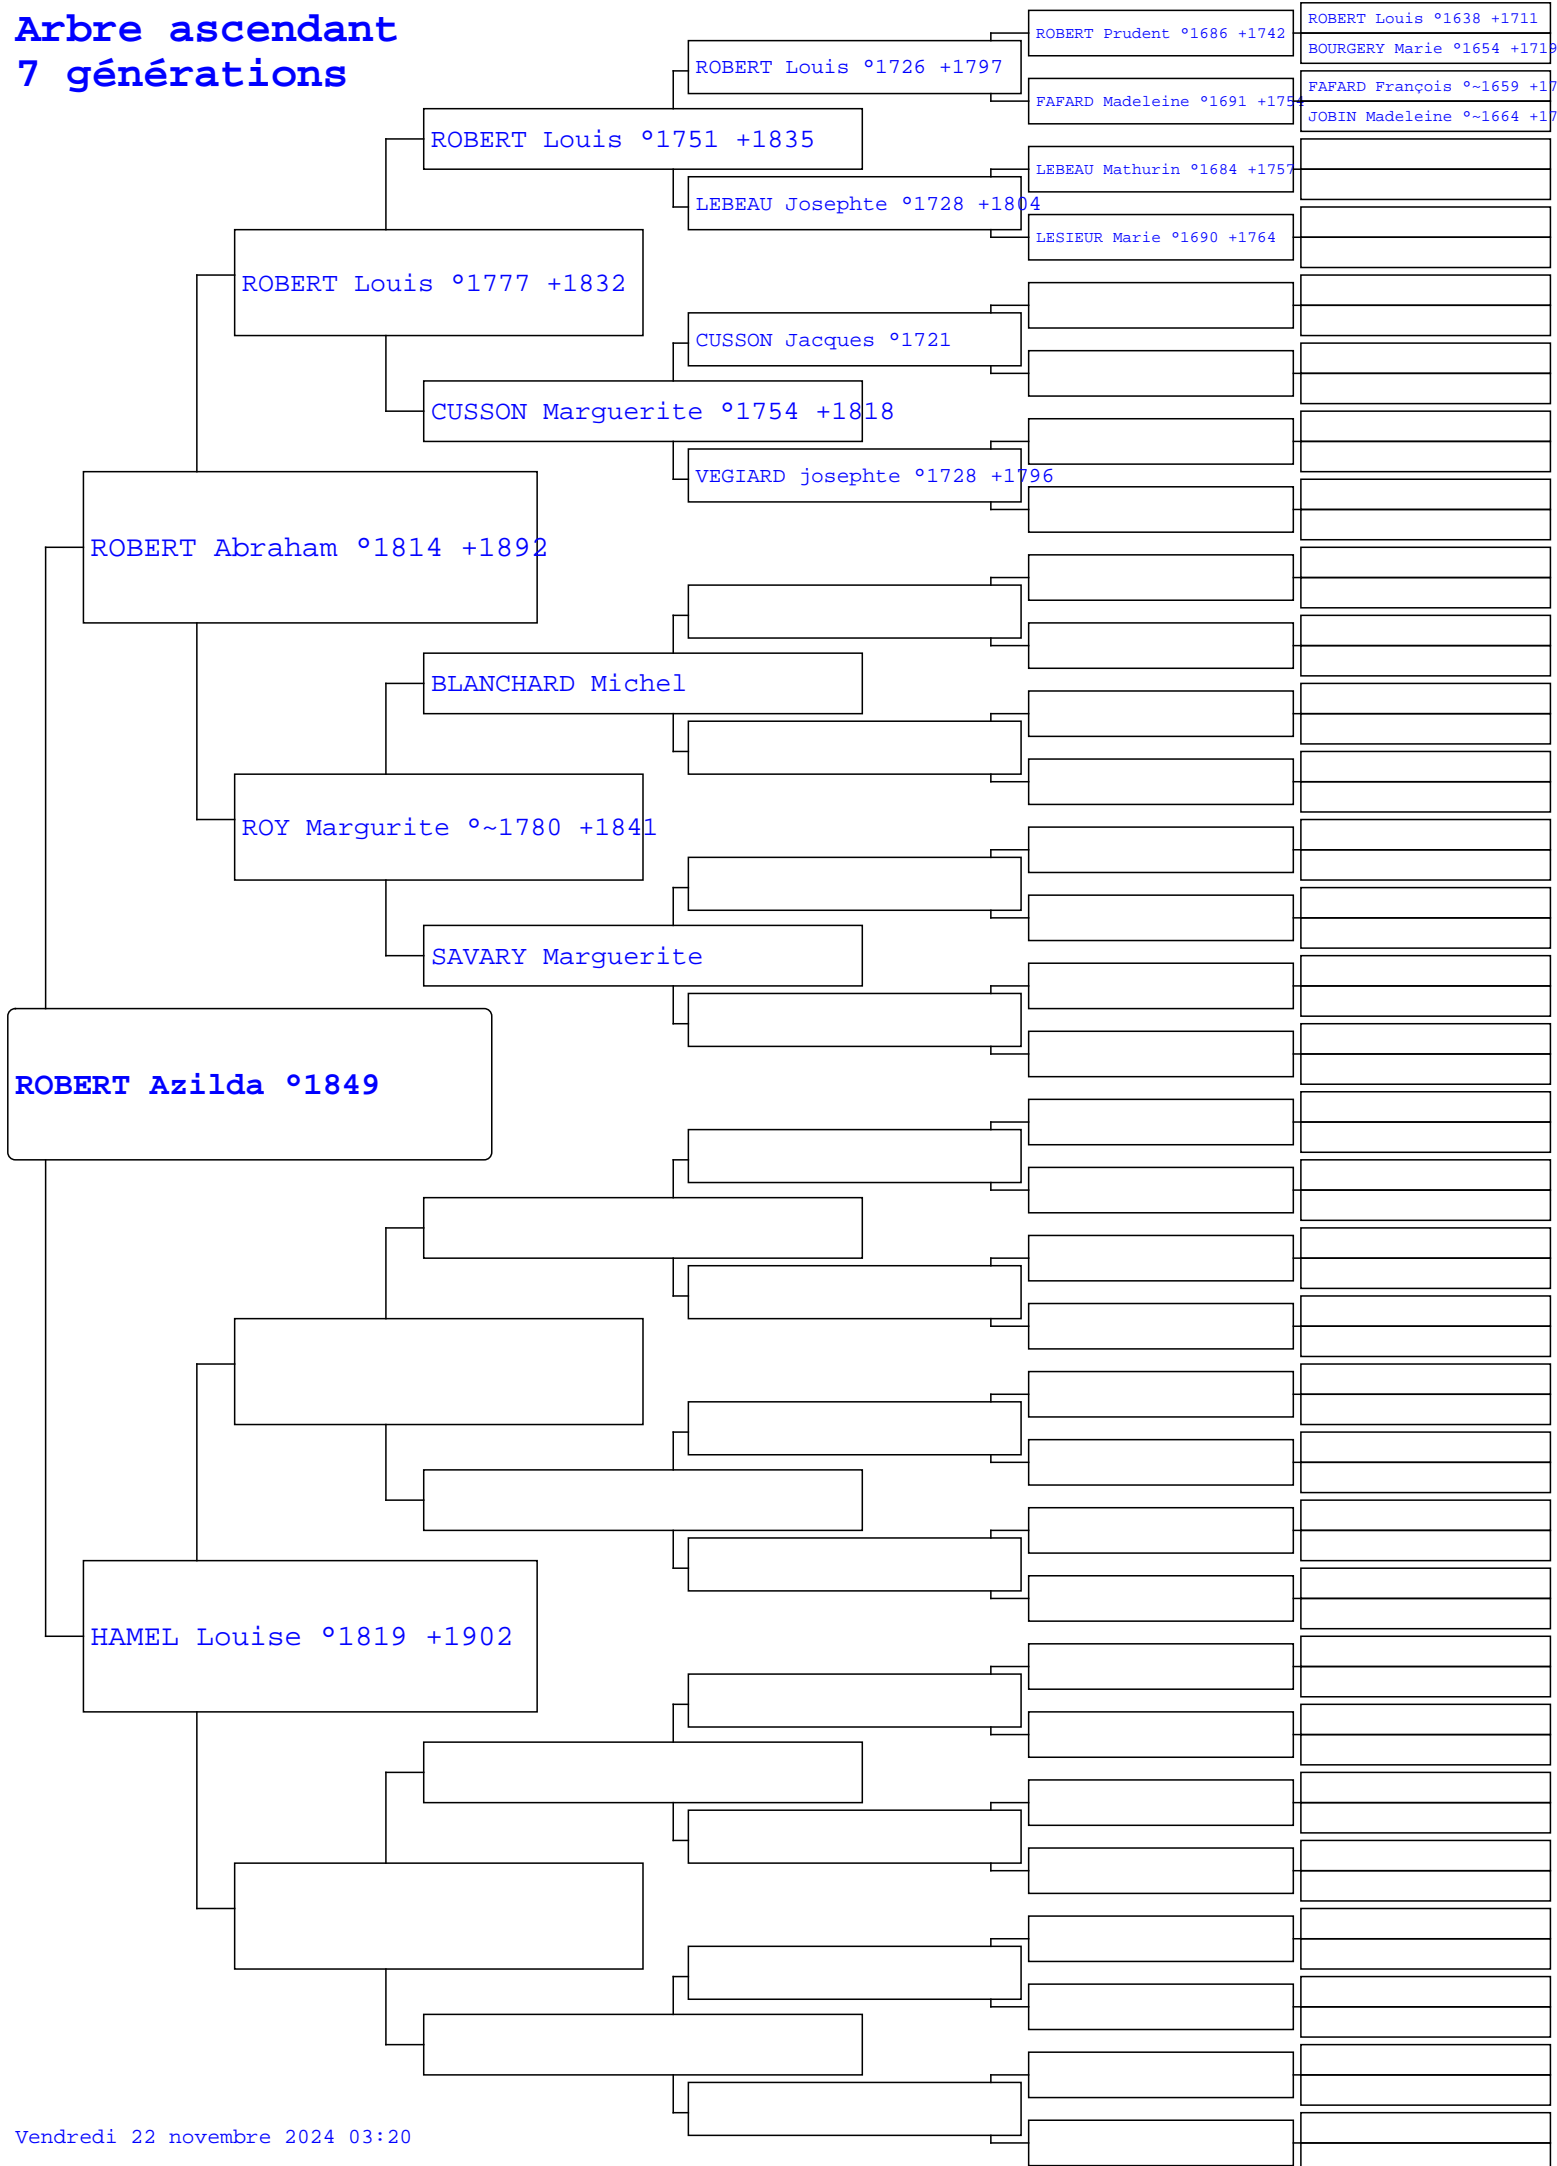 Arbre ascendant
7 générations
ROBERT Louis °1638 +1711
ROBERT Prudent °1686 +1742
BOURGERY Marie °1654 +1719
ROBERT Louis °1726 +1797
FAFARD François °~1659 +17
FAFARD Madeleine °1691 +1754
JOBIN Madeleine °~1664 +17
ROBERT Louis °1751 +1835
LEBEAU Mathurin °1684 +1757
LEBEAU Josephte °1728 +1804
LESIEUR Marie °1690 +1764
ROBERT Louis °1777 +1832
CUSSON Jacques °1721
CUSSON Marguerite °1754 +1818
VEGIARD josephte °1728 +1796
ROBERT Abraham °1814 +1892
BLANCHARD Michel
ROY Margurite °~1780 +1841
SAVARY Marguerite
ROBERT Azilda °1849
HAMEL Louise °1819 +1902
Vendredi 22 novembre 2024 03:20